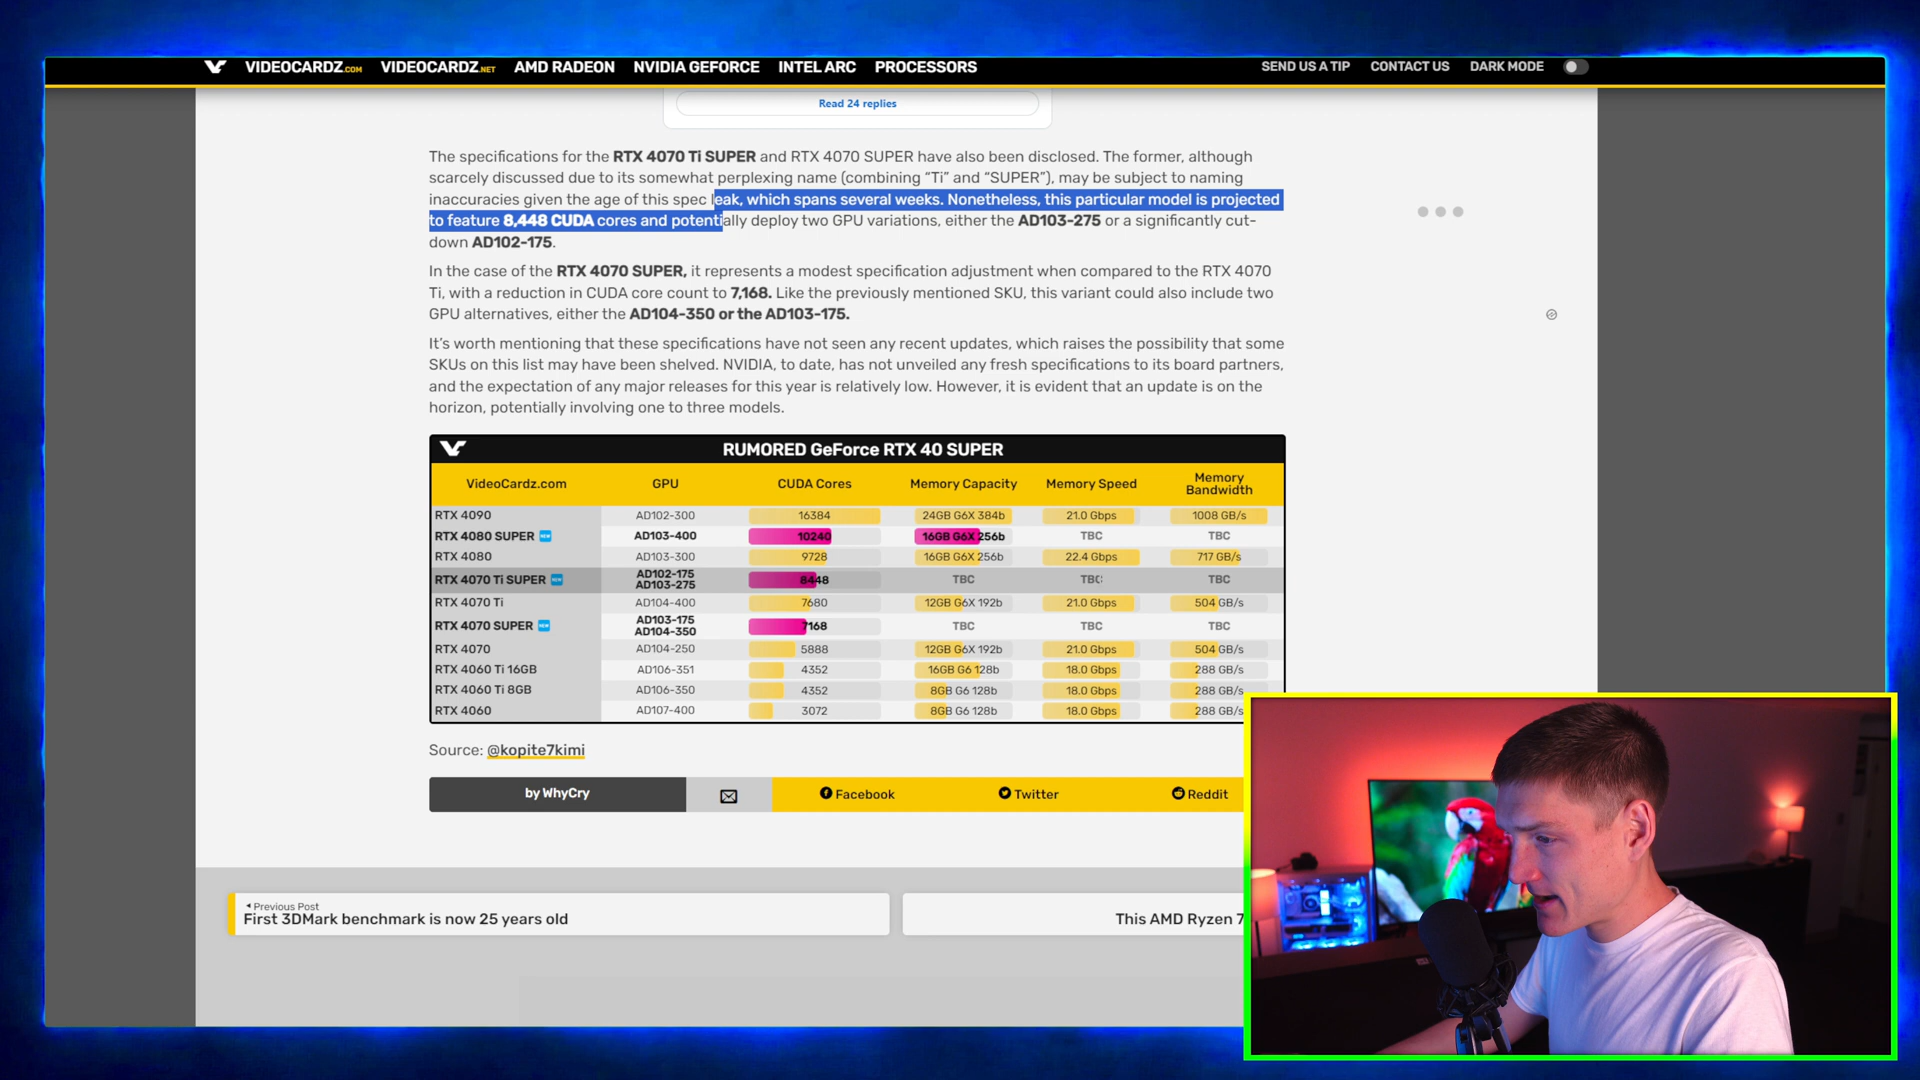 VIDEOCARDZ.COM VIDEOCARDZ.NET AMD RADEON NVIDIA GEFORCE INTEL ARC PROCESSORS SEND US A TIP CONTACT US DARK MODE
Read 24 replies
The specifications for the RTX 4070 Ti SUPER and RTX 4070 SUPER have also been disclosed. The former, although
scarcely discussed due to its somewhat perplexing name (combining “Ti” and “SUPER”), may be subject to naming
inaccuracies given the age of this spec leak, which spans several weeks. Nonetheless, this particular model is projected
to feature 8,448 CUDA cores and potentially deploy two GPU variations, either the AD103-275 or a significantly cut-
down AD102-175.
In the case of the RTX 4070 SUPER, it represents a modest specification adjustment when compared to the RTX 4070
Ti, with a reduction in CUDA core count to 7,168. Like the previously mentioned SKU, this variant could also include two
GPU alternatives, either the AD104-350 or the AD103-175.
It’s worth mentioning that these specifications have not seen any recent updates, which raises the possibility that some
SKUs on this list may have been shelved. NVIDIA, to date, has not unveiled any fresh specifications to its board partners,
and the expectation of any major releases for this year is relatively low. However, it is evident that an update is on the
horizon, potentially involving one to three models.
RUMORED GeForce RTX 40 SUPER
VideoCardz.com GPU CUDA Cores Memory Capacity Memory Speed Memory Bandwidth
RTX 4090 AD102-300 16384 24GB G6X 384b 21.0 Gbps 1008 GB/s
RTX 4080 SUPER NEW AD103-400 10240 16GB G6X 256b TBC TBC
RTX 4080 AD103-300 9728 16GB G6X 256b 22.4 Gbps 717 GB/s
RTX 4070 Ti SUPER NEW AD102-175 AD103-275 8448 TBC TBC TBC
RTX 4070 Ti AD104-400 7680 12GB G6X 192b 21.0 Gbps 504 GB/s
RTX 4070 SUPER NEW AD103-175 AD104-350 7168 TBC TBC TBC
RTX 4070 AD104-250 5888 12GB G6X 192b 21.0 Gbps 504 GB/s
RTX 4060 Ti 16GB AD106-351 4352 16GB G6 128b 18.0 Gbps 288 GB/s
RTX 4060 Ti 8GB AD106-350 4352 8GB G6 128b 18.0 Gbps 288 GB/s
RTX 4060 AD107-400 3072 8GB G6 128b 18.0 Gbps 288 GB/s
Source: @kopite7kimi
by WhyCry Facebook Twitter Reddit
Previous Post
First 3DMark benchmark is now 25 years old
This AMD Ryzen 7